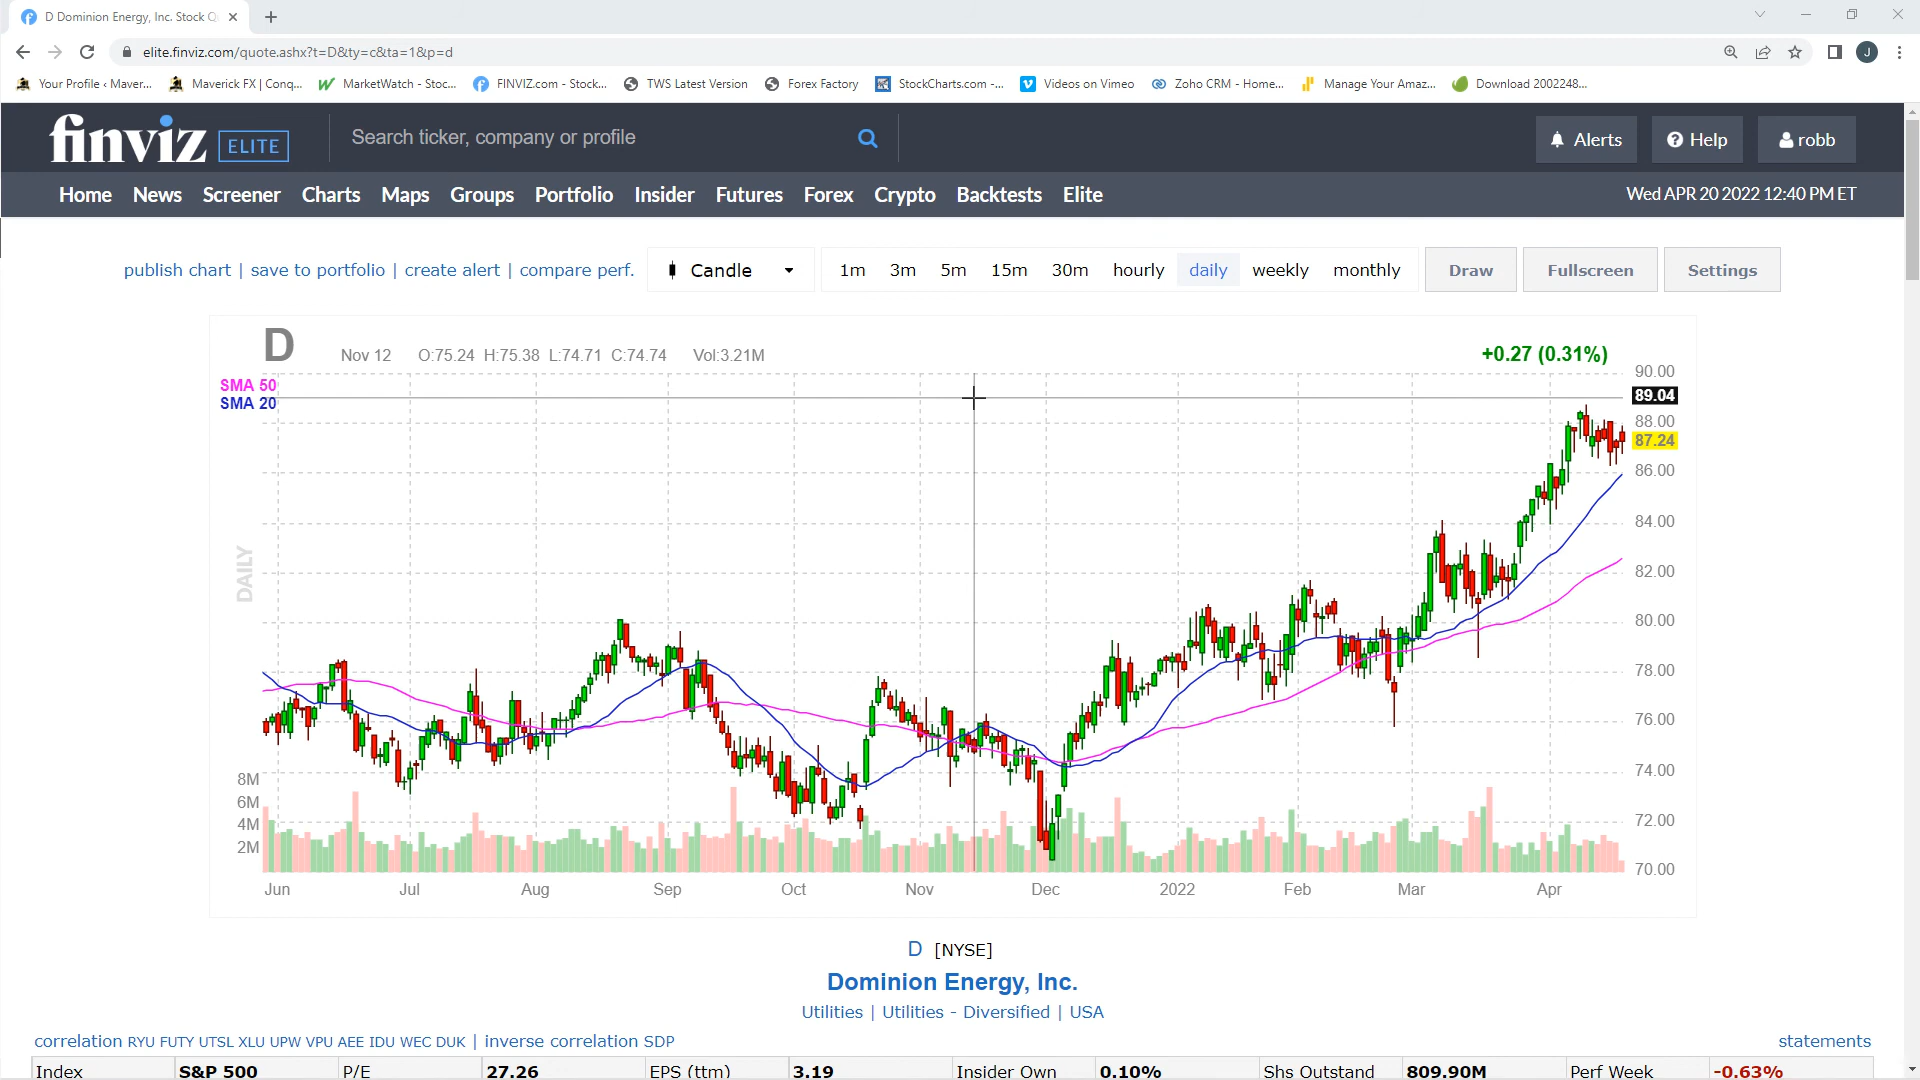 D Dominion Energy, Inc. Stock Q
elite.finviz.com/quote.ashx?t=D&ty=c&ta=1&p=d
J
Your Profile ‹ Maver...
Maverick FX | Conq...
MarketWatch - Stoc...
FINVIZ.com - Stock...
TWS Latest Version
Forex Factory
StockCharts.com -...
Videos on Vimeo
Zoho CRM - Home...
Manage Your Amaz...
Download 2002248...
finviz ELITE
Search ticker, company or profile
Alerts
Help
robb
Home News Screener Charts Maps Groups Portfolio Insider Futures Forex Crypto Backtests Elite
Wed APR 20 2022 12:40 PM ET
publish chart | save to portfolio | create alert | compare perf.
Candle
1m 3m 5m 15m 30m hourly daily weekly monthly
Draw
Fullscreen
Settings
D
Nov 12 O:75.24 H:75.38 L:74.71 C:74.74 Vol:3.21M
+0.27 (0.31%)
SMA 50
SMA 20
DAILY
90.00
89.04
88.00
87.24
86.00
84.00
82.00
80.00
78.00
76.00
74.00
72.00
70.00
8M
6M
4M
2M
Jun Jul Aug Sep Oct Nov Dec 2022 Feb Mar Apr
D [NYSE]
Dominion Energy, Inc.
Utilities | Utilities - Diversified | USA
correlation RYU FUTY UTSL XLU UPW VPU AEE IDU WEC DUK | inverse correlation SDP
statements
Index S&P 500 P/E 27.26 EPS (ttm) 3.19 Insider Own 0.10% Shs Outstand 809.90M Perf Week -0.63%